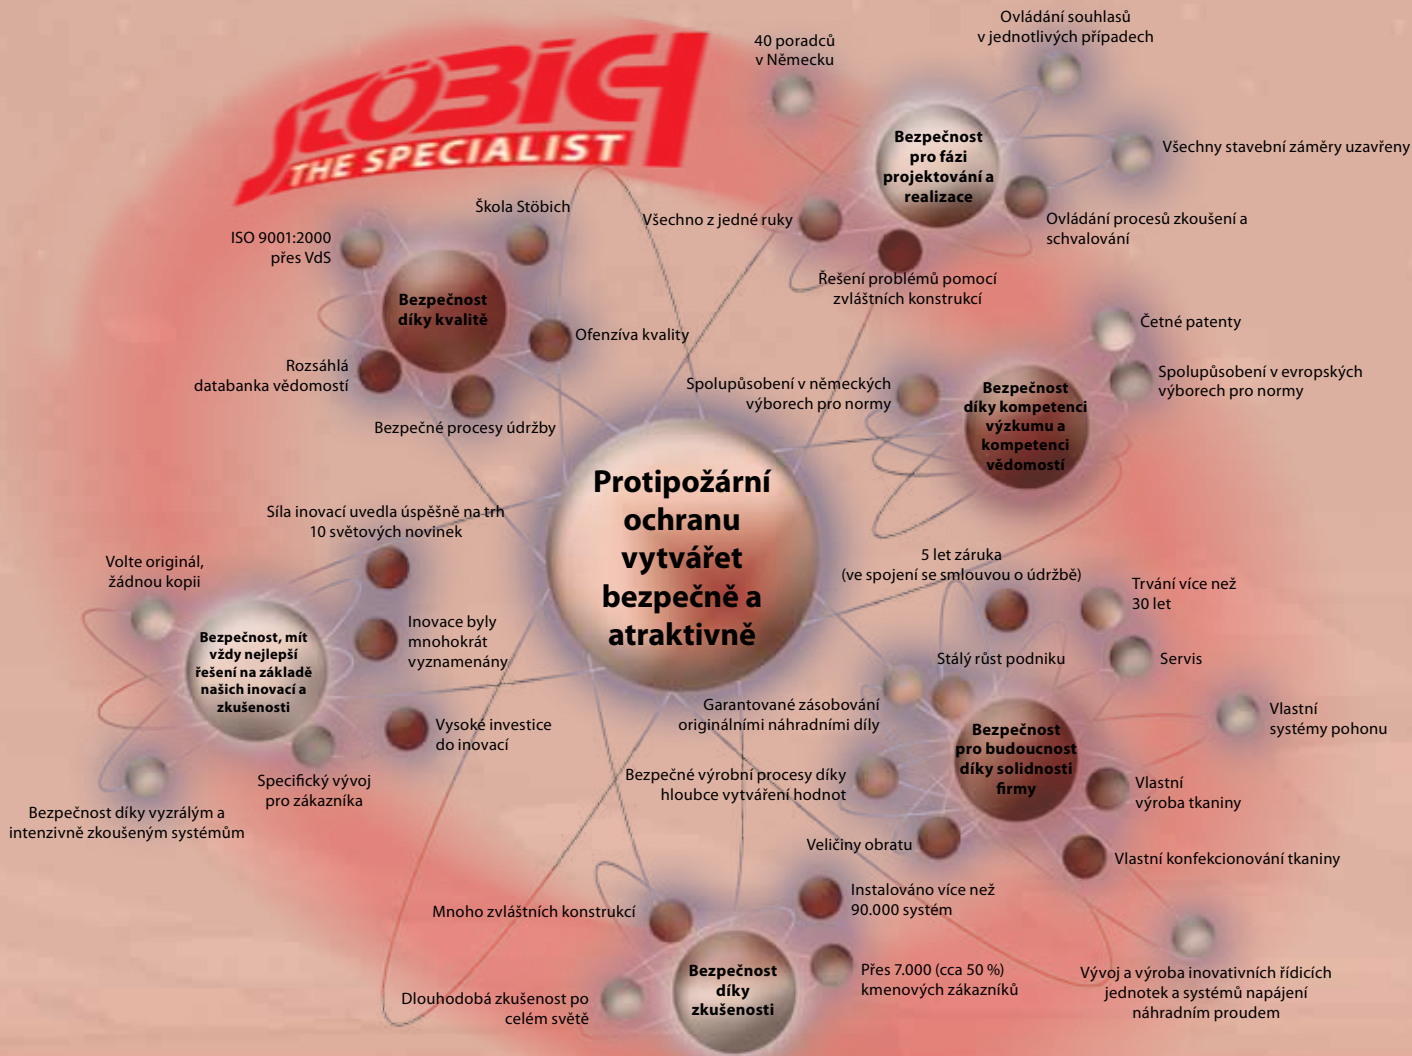 STÖBICH
THE SPECIALIST
40 poradců
v Německu
Ovládání souhlasů
v jednotlivých případech
Bezpečnost
pro fázi
projektování a
realizace
Všechny stavební záměry uzavřeny
Všechno z jedné ruky
Ovládání procesů zkoušení a
schvalování
Řešení problémů pomocí
zvláštních konstrukcí
Škola Stöbich
ISO 9001:2000
přes VdS
Bezpečnost
díky kvalitě
Ofenzíva kvality
Rozsáhlá
databanka vědomostí
Bezpečné procesy údržby
Četné patenty
Spolupůsobení v německých
výborech pro normy
Bezpečnost
díky kompetenci
výzkumu a
kompetenci
vědomostí
Spolupůsobení v evropských
výborech pro normy
Protipožární
ochranu
vytvářet
bezpečně a
atraktivně
Síla inovací uvedla úspěšně na trh
10 světových novinek
Volte originál,
žádnou kopii
Bezpečnost, mít
vždy nejlepší
řešení na základě
našich inovací a
zkušenosti
Inovace byly
mnohokrát
vyznamenány
Vysoké investice
do inovací
Specifický vývoj
pro zákazníka
Bezpečnost díky vyzrálým a
intenzivně zkoušeným systémům
5 let záruka
(ve spojení se smlouvou o údržbě)
Trvání více než
30 let
Stálý růst podniku
Servis
Garantované zásobování
originálními náhradními díly
Vlastní
systémy pohonu
Bezpečnost
pro budoucnost
díky solidnosti
firmy
Bezpečné výrobní procesy díky
hloubce vytváření hodnot
Vlastní
výroba tkaniny
Veličiny obratu
Vlastní konfekcionování tkaniny
Vývoj a výroba inovativních řídicích
jednotek a systémů napájení
náhradním proudem
Mnoho zvláštních konstrukcí
Instalováno více než
90.000 systém
Bezpečnost
díky
zkušenosti
Přes 7.000 (cca 50 %)
kmenových zákazníků
Dlouhodobá zkušenost po
celém světě